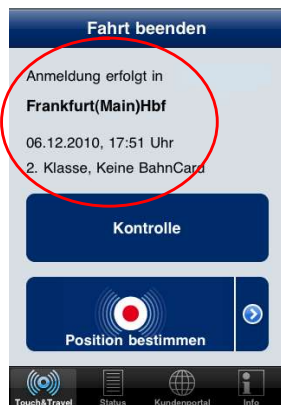 Fahrt beenden
Anmeldung erfolgt in
Frankfurt(Main)Hbf
06.12.2010, 17:51 Uhr
2. Klasse, Keine BahnCard
Kontrolle
Position bestimmen
Touch&Travel Status Kundenportal Info